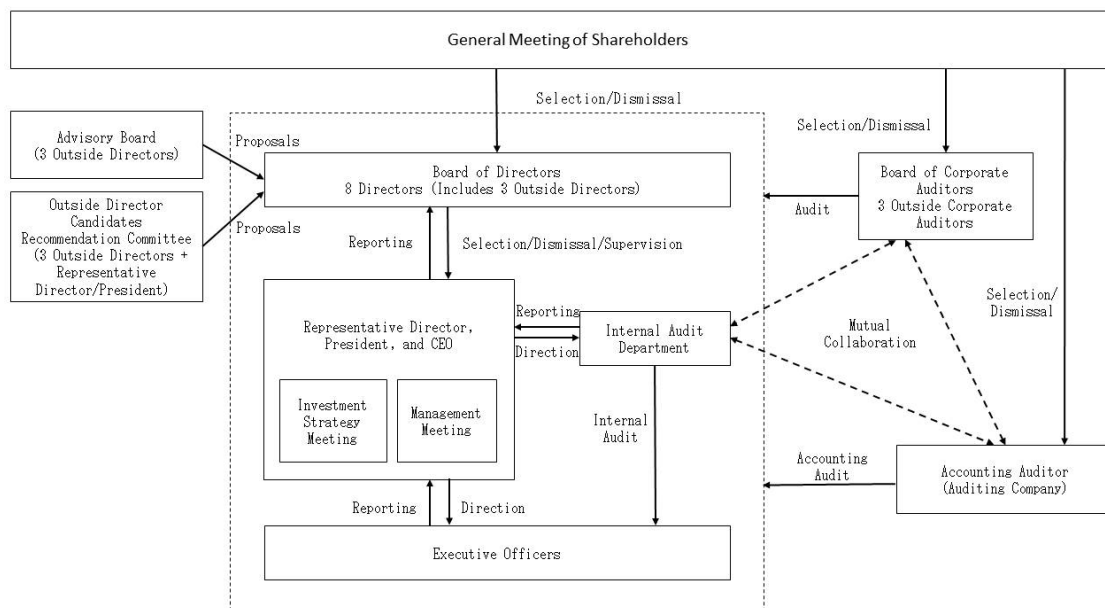 General Meeting of Shareholders
Selection/Dismissal
Selection/Dismissal
Selection/
Dismissal
Advisory Board
(3 Outside Directors)
Proposals
Outside Director
Candidates
Recommendation Committee
(3 Outside Directors +
Representative
Director/President)
Proposals
Board of Directors
8 Directors (Includes 3 Outside Directors)
Audit
Board of Corporate
Auditors
3 Outside Corporate
Auditors
Reporting
Selection/Dismissal/Supervision
Representative Director,
President, and CEO
Investment
Strategy
Meeting
Management
Meeting
Reporting
Direction
Internal Audit
Department
Mutual
Collaboration
Internal
Audit
Accounting
Audit
Accounting Auditor
(Auditing Company)
Reporting
Direction
Executive Officers